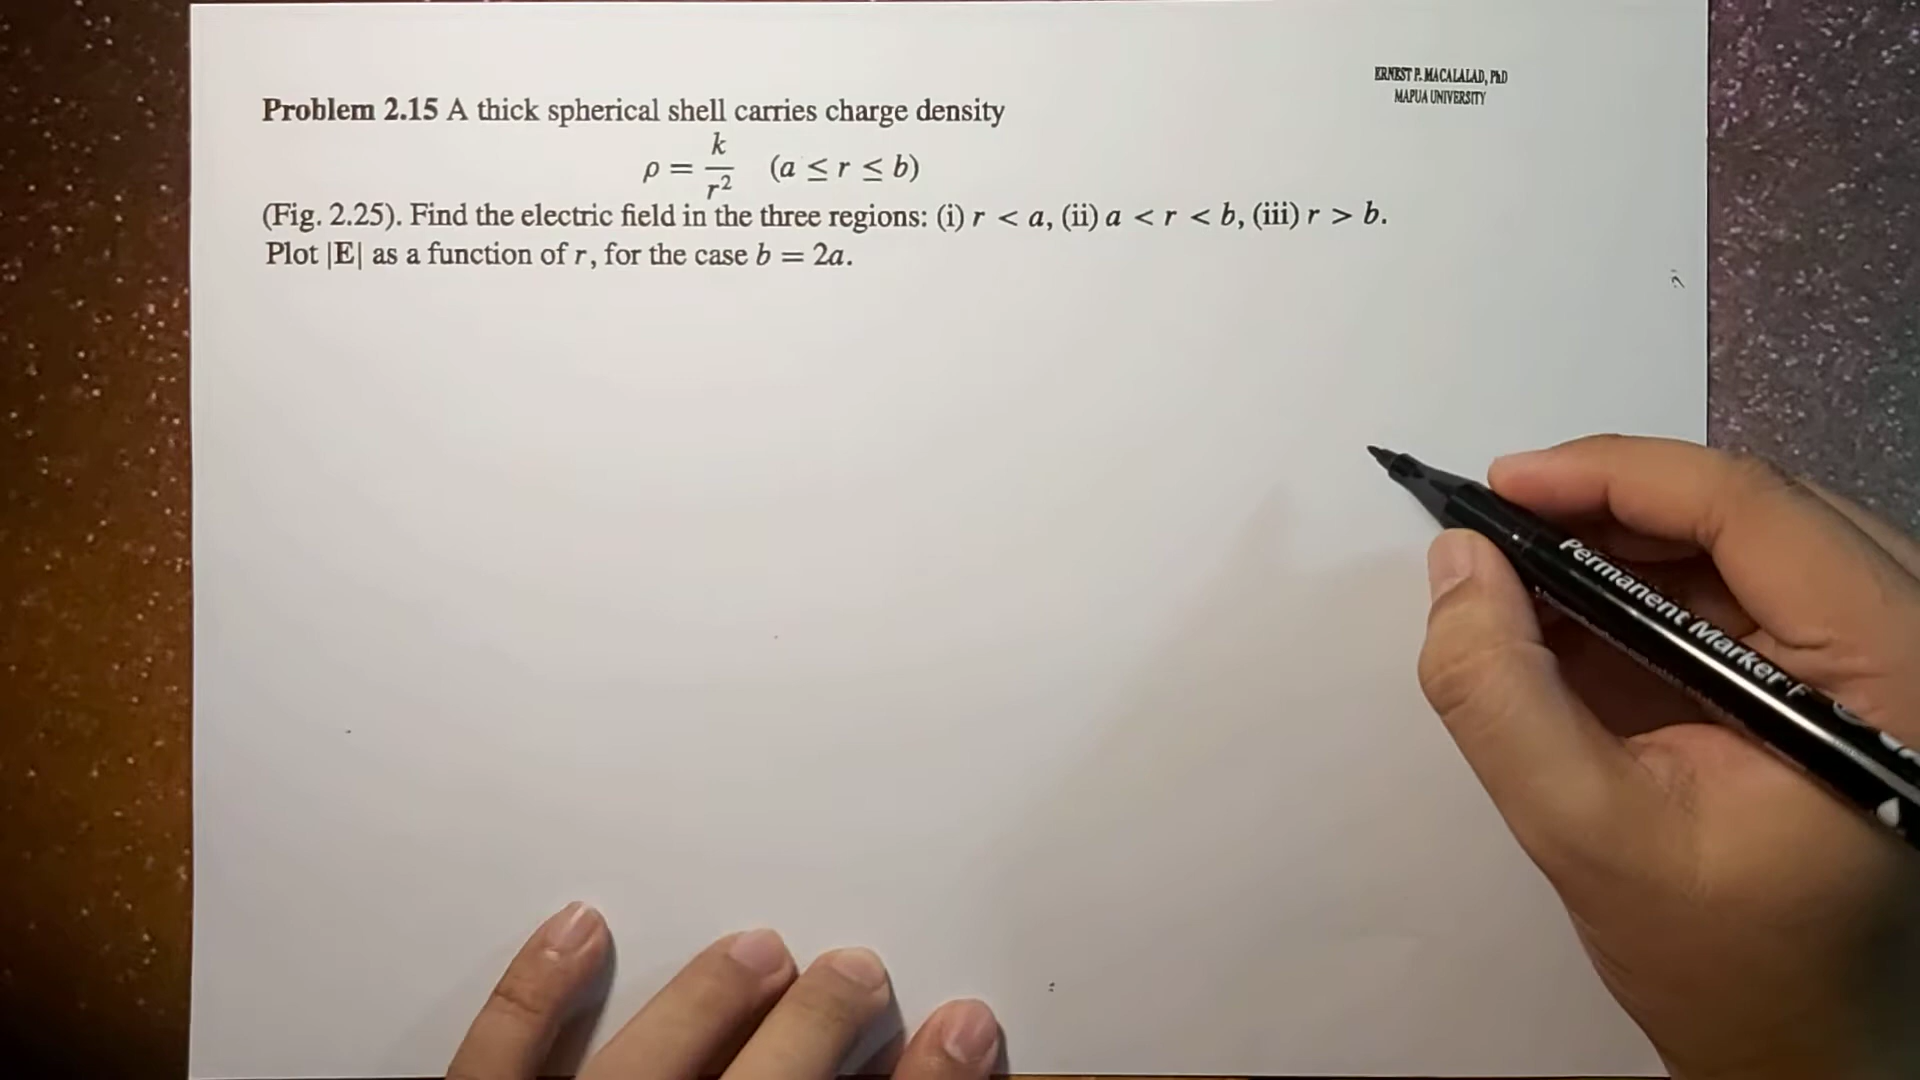 ERNEST P. MACALALAD, PhD
MAPUA UNIVERSITY
Problem 2.15 A thick spherical shell carries charge density
ρ = k/r² (a ≤ r ≤ b)
(Fig. 2.25). Find the electric field in the three regions: (i) r < a, (ii) a < r < b, (iii) r > b.
Plot |E| as a function of r, for the case b = 2a.
Permanent Marker F